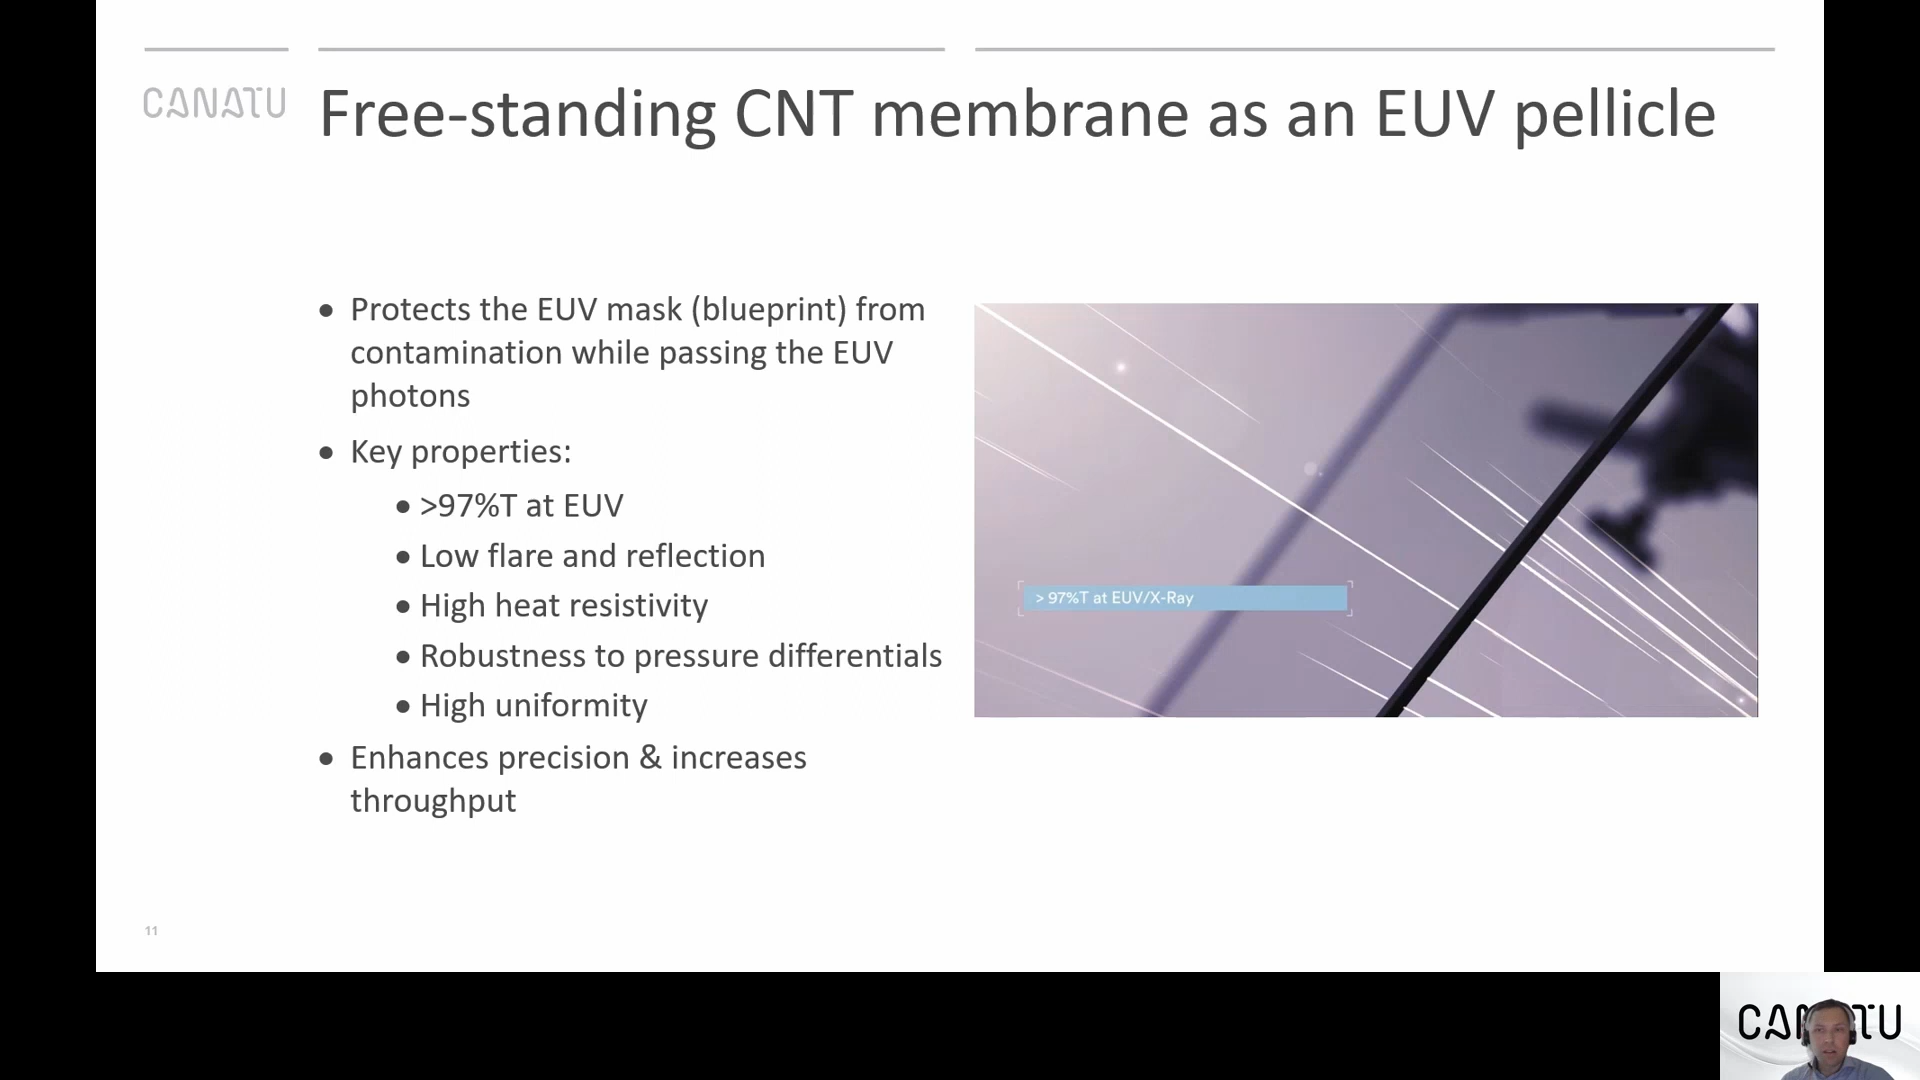 CANATU
Free-standing CNT membrane as an EUV pellicle
• Protects the EUV mask (blueprint) from
contamination while passing the EUV
photons
• Key properties:
• >97%T at EUV
• Low flare and reflection
• High heat resistivity
• Robustness to pressure differentials
• High uniformity
• Enhances precision & increases
throughput
> 97%T at EUV/X-Ray
11
CANATU